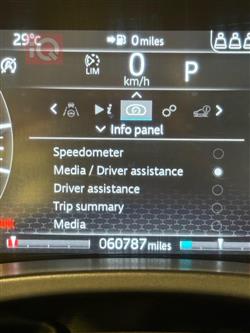 29°C
iQ
0 miles
LIM
0
km/h
P
Info panel
Speedometer
Media / Driver assistance
Driver assistance
Trip summary
Media
060787 miles